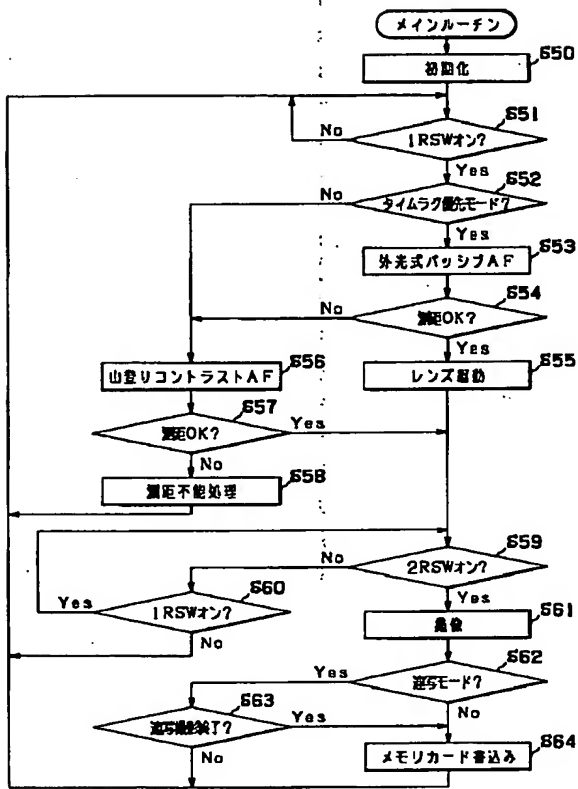 メインルーチン
初期化
S50
1RSWオン?
S51
No
Yes
タイムラグ優先モード?
S52
No
Yes
外光式パッシブAF
S53
測距OK?
S54
No
Yes
レンズ駆動
S55
山登りコントラストAF
S56
測距OK?
S57
Yes
No
測距不能処理
S58
2RSWオン?
S59
No
Yes
1RSWオン?
S60
Yes
No
撮像
S61
連写モード?
S62
Yes
No
連写撮影終了?
S63
Yes
No
メモリカード書込み
S64